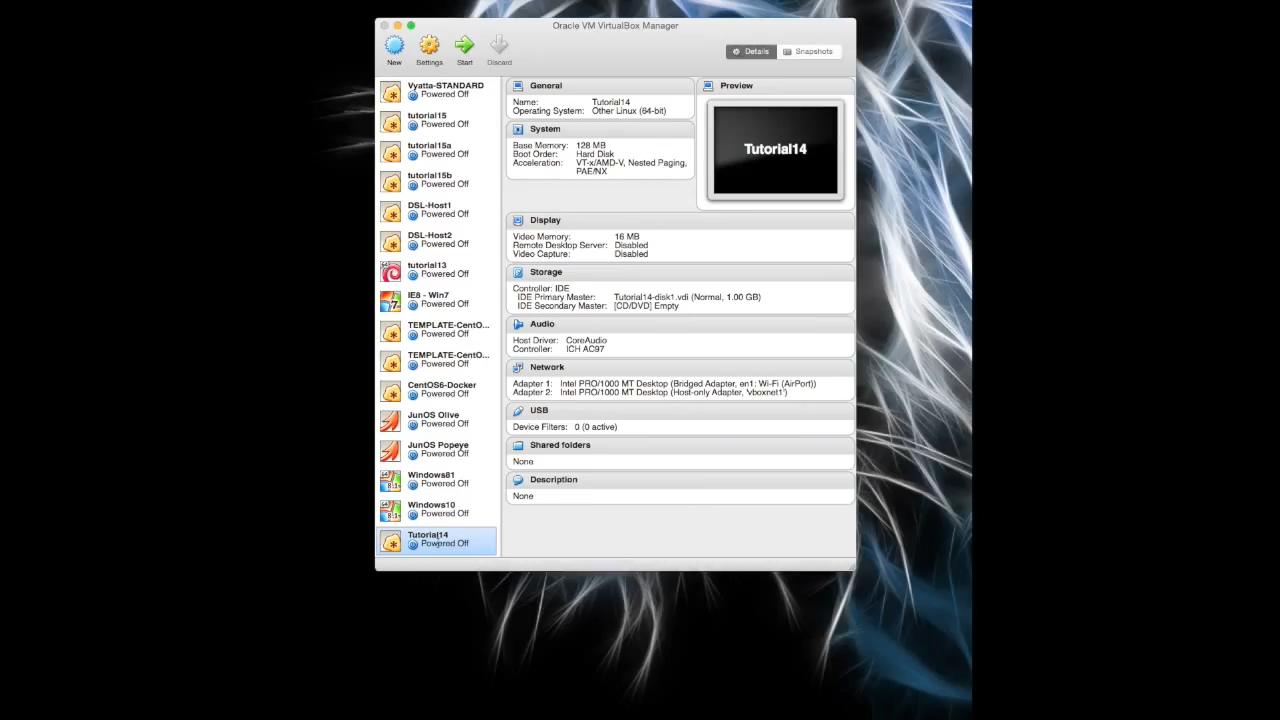 Oracle VM VirtualBox Manager
New Settings Start Discard
Details Snapshots
Vyatta-STANDARD
Powered Off
tutorial15
Powered Off
tutorial15a
Powered Off
tutorial15b
Powered Off
DSL-Host1
Powered Off
DSL-Host2
Powered Off
tutorial13
Powered Off
IE8 - Win7
Powered Off
TEMPLATE-CentO...
Powered Off
TEMPLATE-CentO...
Powered Off
CentOS6-Docker
Powered Off
JunOS Olive
Powered Off
JunOS Popeye
Powered Off
Windows81
Powered Off
Windows10
Powered Off
Tutorial14
Powered Off
General
Name: Tutorial14
Operating System: Other Linux (64-bit)
System
Base Memory: 128 MB
Boot Order: Hard Disk
Acceleration: VT-x/AMD-V, Nested Paging,
PAE/NX
Preview
Tutorial14
Display
Video Memory: 16 MB
Remote Desktop Server: Disabled
Video Capture: Disabled
Storage
Controller: IDE
IDE Primary Master: Tutorial14-disk1.vdi (Normal, 1.00 GB)
IDE Secondary Master: [CD/DVD] Empty
Audio
Host Driver: CoreAudio
Controller: ICH AC97
Network
Adapter 1: Intel PRO/1000 MT Desktop (Bridged Adapter, en1: Wi-Fi (AirPort))
Adapter 2: Intel PRO/1000 MT Desktop (Host-only Adapter, 'vboxnet1')
USB
Device Filters: 0 (0 active)
Shared folders
None
Description
None